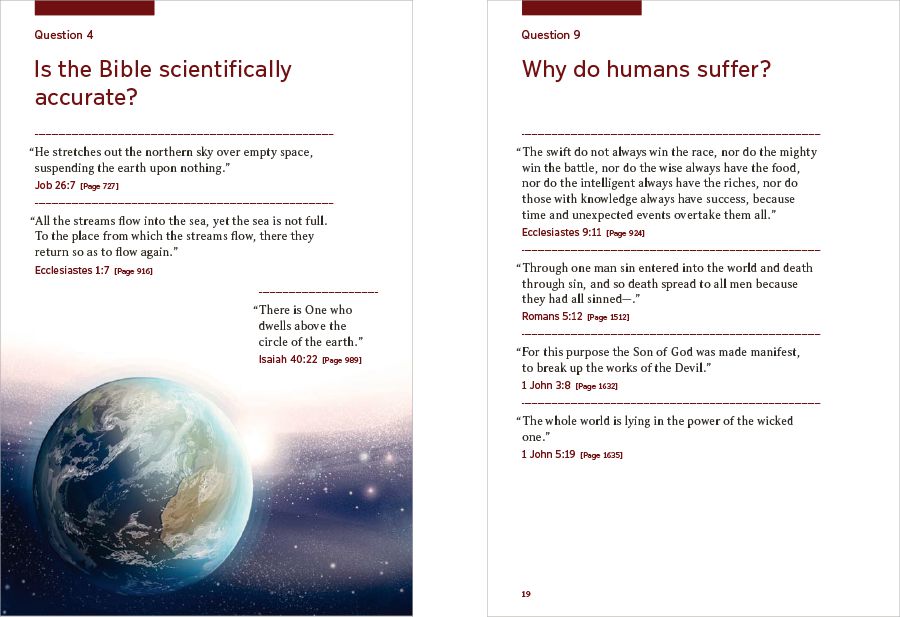 Question 4
Is the Bible scientifically
accurate?
“He stretches out the northern sky over empty space,
suspending the earth upon nothing.”
Job 26:7 [Page 727]
“All the streams flow into the sea, yet the sea is not full.
To the place from which the streams flow, there they
return so as to flow again.”
Ecclesiastes 1:7 [Page 916]
“There is One who
dwells above the
circle of the earth.”
Isaiah 40:22 [Page 989]
Question 9
Why do humans suffer?
“The swift do not always win the race, nor do the mighty
win the battle, nor do the wise always have the food,
nor do the intelligent always have the riches, nor do
those with knowledge always have success, because
time and unexpected events overtake them all.”
Ecclesiastes 9:11 [Page 924]
“Through one man sin entered into the world and death
through sin, and so death spread to all men because
they had all sinned—.”
Romans 5:12 [Page 1512]
“For this purpose the Son of God was made manifest,
to break up the works of the Devil.”
1 John 3:8 [Page 1632]
“The whole world is lying in the power of the wicked
one.”
1 John 5:19 [Page 1635]
19